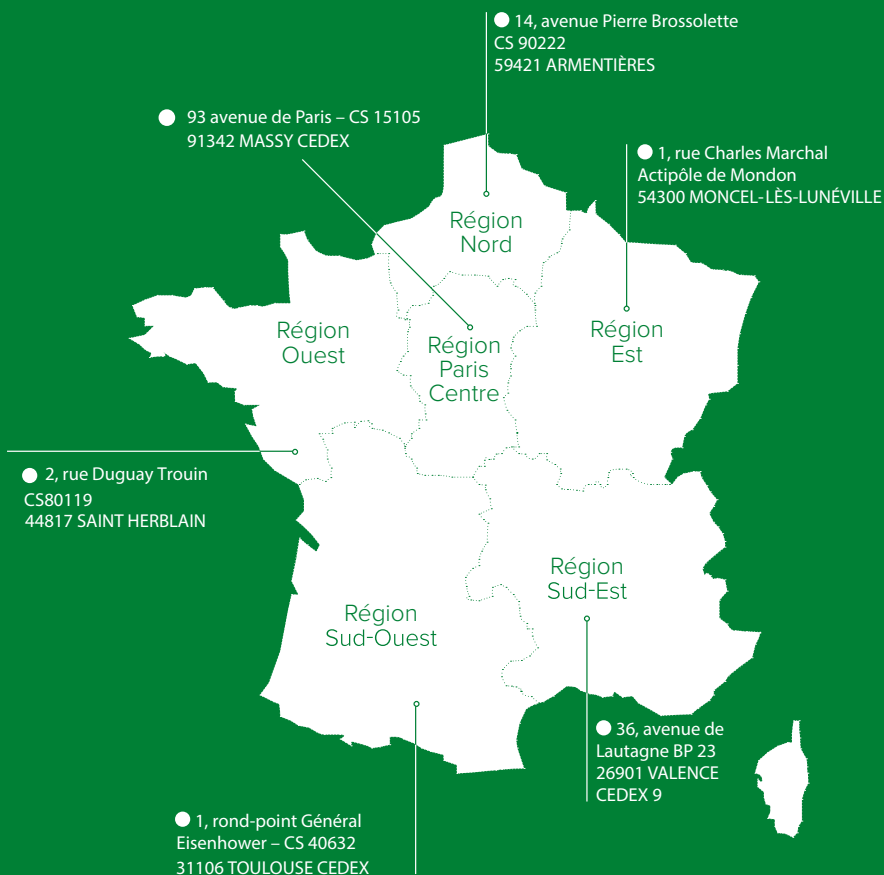 14, avenue Pierre Brossolette
CS 90222
59421 ARMENTIÈRES
93 avenue de Paris – CS 15105
91342 MASSY CEDEX
1, rue Charles Marchal
Actipôle de Mondon
54300 MONCEL-LÈS-LUNÉVILLE
Région
Nord
Région
Ouest
Région
Paris
Centre
Région
Est
2, rue Duguay Trouin
CS80119
44817 SAINT HERBLAIN
Région
Sud-Est
Région
Sud-Ouest
36, avenue de
Lautagne BP 23
26901 VALENCE
CEDEX 9
1, rond-point Général
Eisenhower – CS 40632
31106 TOULOUSE CEDEX